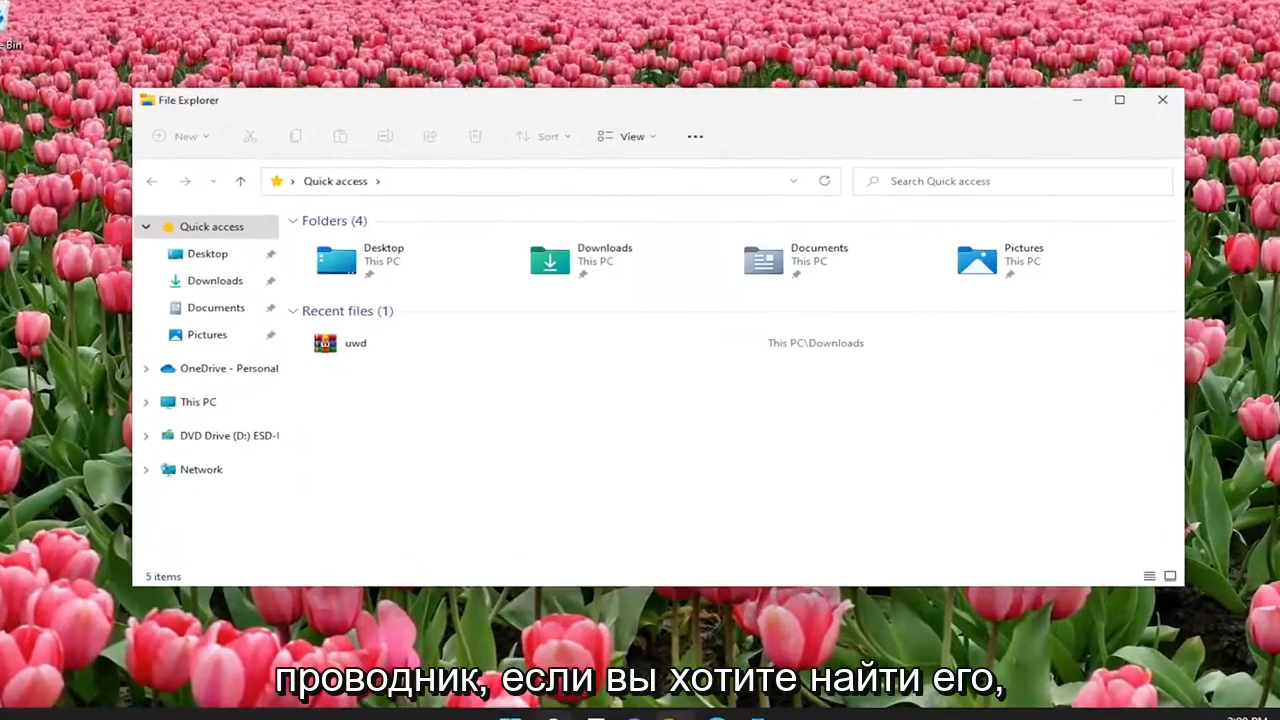 e Bin
File Explorer
New
Sort
View
Quick access
Search Quick access
Quick access
Desktop
Downloads
Documents
Pictures
OneDrive - Personal
This PC
DVD Drive (D:) ESD-I
Network
Folders (4)
Desktop
This PC
Downloads
This PC
Documents
This PC
Pictures
This PC
Recent files (1)
uwd
This PC\Downloads
5 items
проводник, если вы хотите найти его,